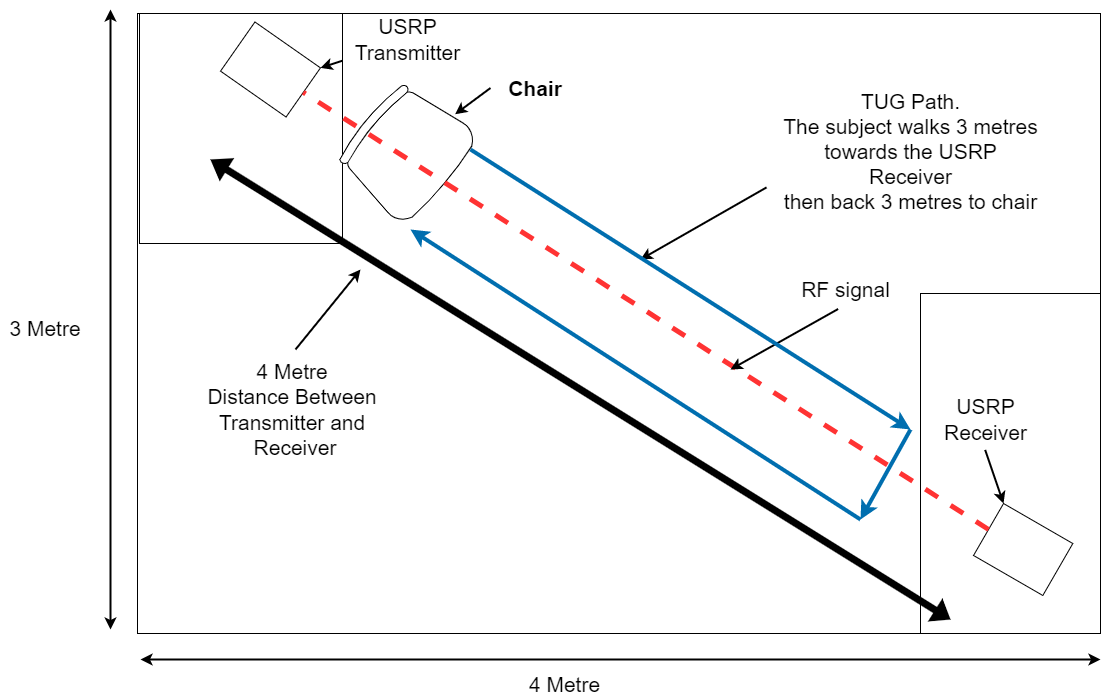 USRP
Transmitter
Chair
TUG Path.
The subject walks 3 metres
towards the USRP
Receiver
then back 3 metres to chair
RF signal
3 Metre
4 Metre
Distance Between
Transmitter and
Receiver
USRP
Receiver
4 Metre